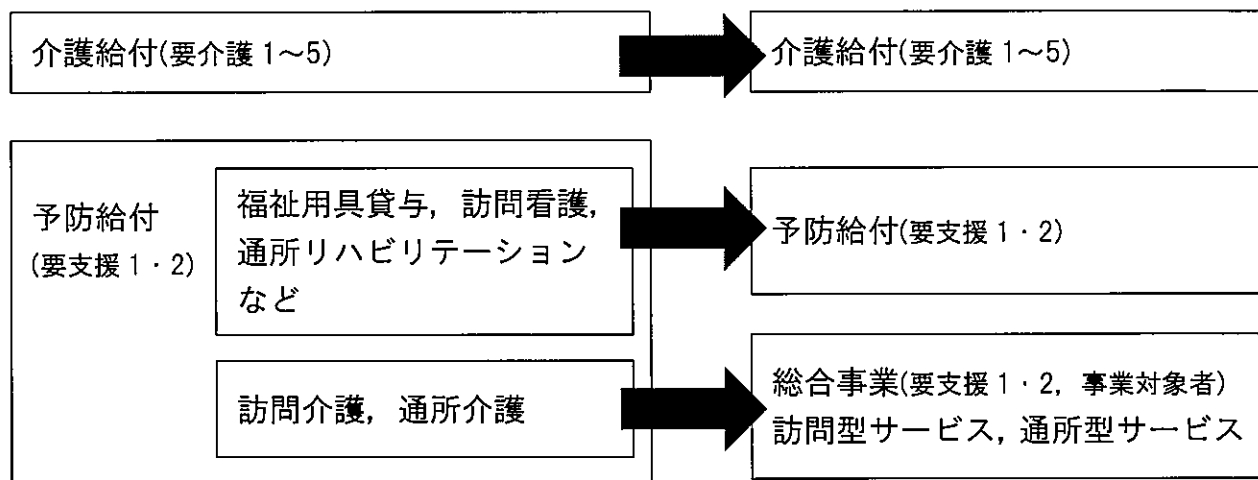 介護給付(要介護1~5)
介護給付(要介護1~5)
予防給付
(要支援1・2)
福祉用具貸与, 訪問看護,
通所リハビリテーション
など
予防給付(要支援1・2)
訪問介護, 通所介護
総合事業(要支援1・2, 事業対象者)
訪問型サービス, 通所型サービス